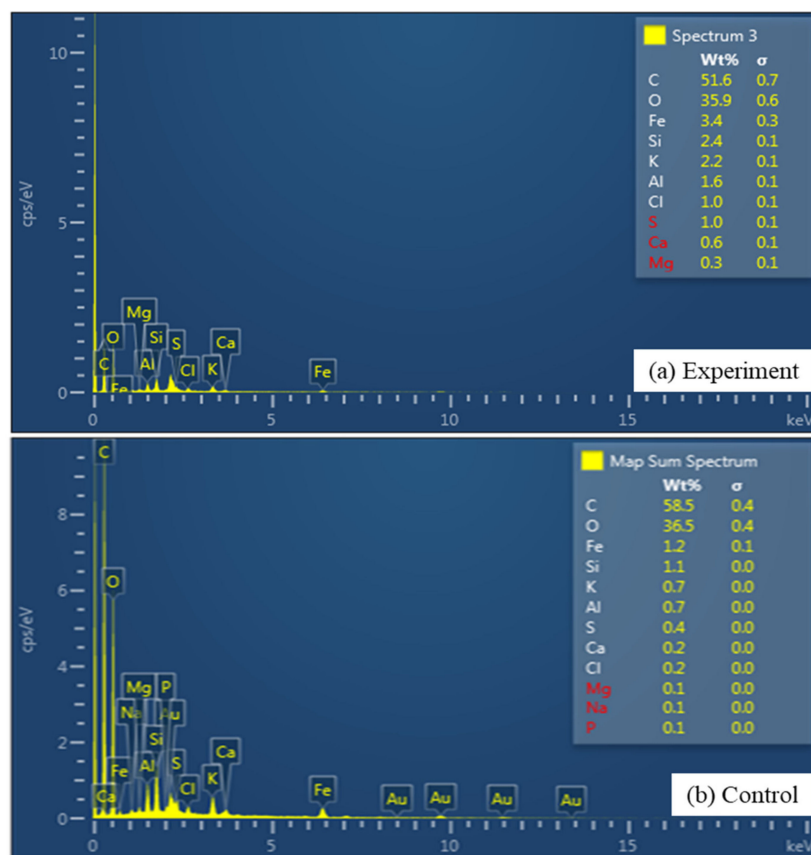 10
5
0
cps/eV
Spectrum 3
Wt% σ
C 51.6 0.7
O 35.9 0.6
Fe 3.4 0.3
Si 2.4 0.1
K 2.2 0.1
Al 1.6 0.1
Cl 1.0 0.1
S 1.0 0.1
Ca 0.6 0.1
Mg 0.3 0.1
Mg
O Si S Ca
C Al Cl K Fe
Fe
(a) Experiment
0 5 10 15 keV
8
6
4
2
0
cps/eV
Map Sum Spectrum
Wt% σ
C 58.5 0.4
O 36.5 0.4
Fe 1.2 0.1
Si 1.1 0.0
K 0.7 0.0
Al 0.7 0.0
S 0.4 0.0
Ca 0.2 0.0
Cl 0.2 0.0
Mg 0.1 0.0
Na 0.1 0.0
P 0.1 0.0
C
O
Mg P
Na Au
Si
Fe Al S Ca
Ca Cl K Fe Au Au Au Au
(b) Control
0 5 10 15 keV